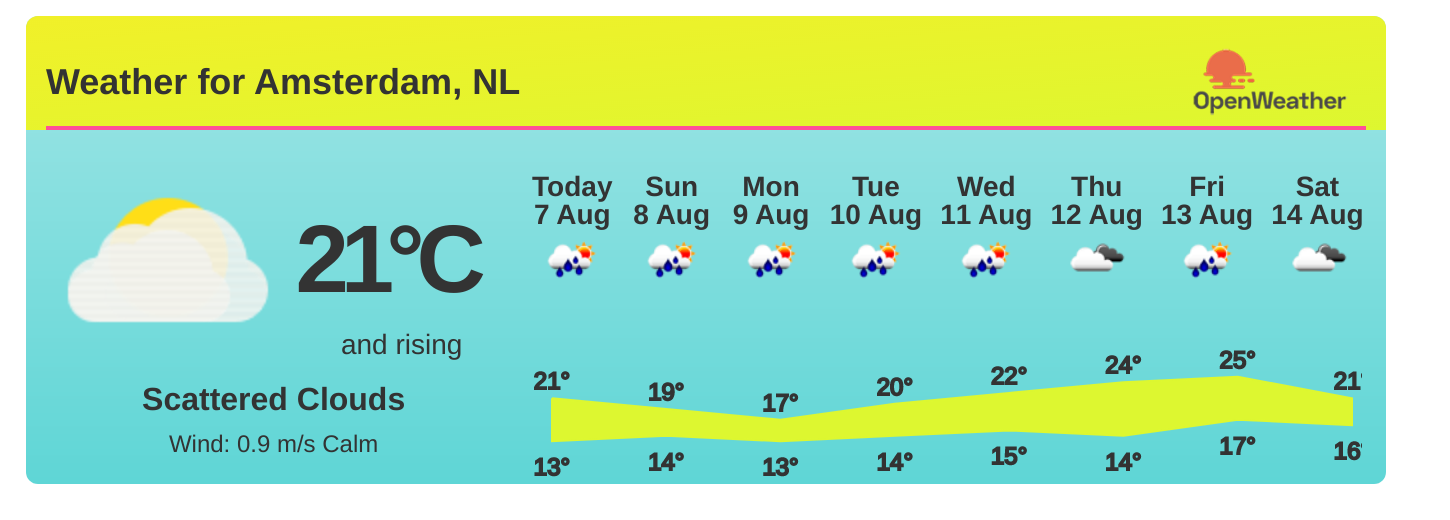 Weather for Amsterdam, NL
OpenWeather
Today Sun Mon Tue Wed Thu Fri Sat
7 Aug 8 Aug 9 Aug 10 Aug 11 Aug 12 Aug 13 Aug 14 Aug
21°C
and rising
Scattered Clouds
Wind: 0.9 m/s Calm
21° 19° 17° 20° 22° 24° 25° 21°
13° 14° 13° 14° 15° 14° 17° 16°